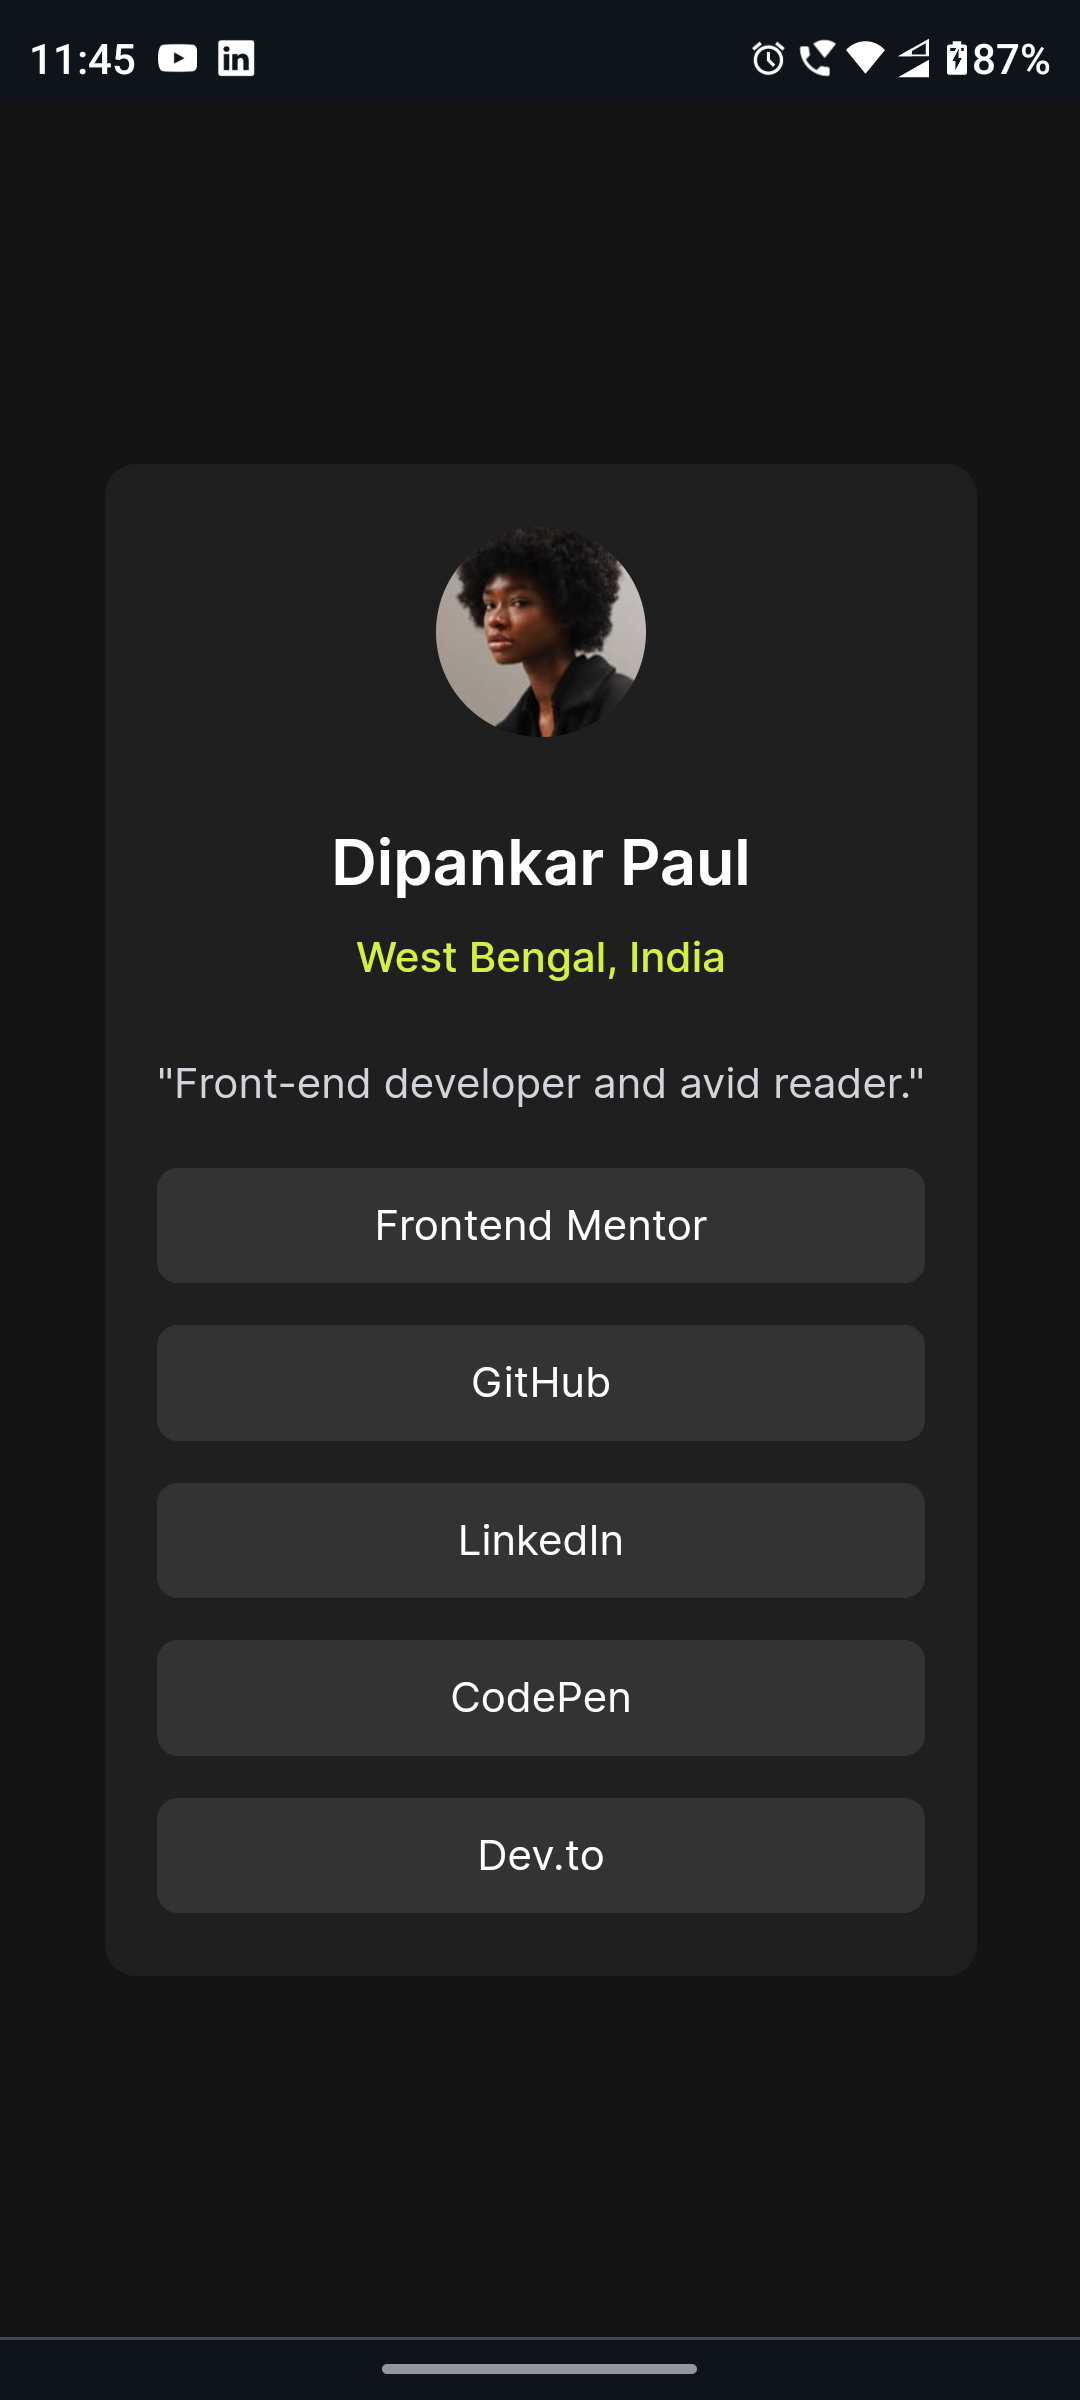 11:45
87%
Dipankar Paul
West Bengal, India
"Front-end developer and avid reader."
Frontend Mentor
GitHub
LinkedIn
CodePen
Dev.to